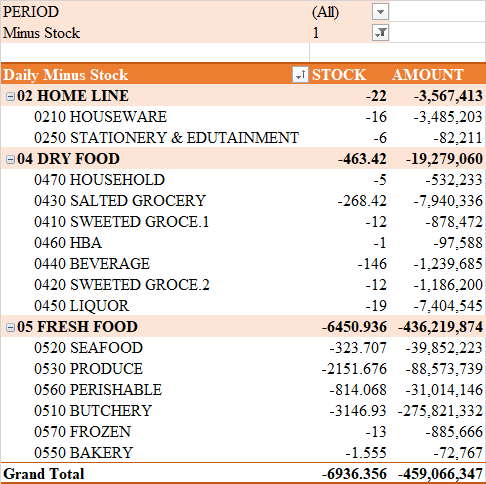 PERIOD (All)
Minus Stock 1
Daily Minus Stock STOCK AMOUNT
02 HOME LINE -22 -3,567,413
0210 HOUSEWARE -16 -3,485,203
0250 STATIONERY & EDUTAINMENT -6 -82,211
04 DRY FOOD -463.42 -19,279,060
0470 HOUSEHOLD -5 -532,233
0430 SALTED GROCERY -268.42 -7,940,336
0410 SWEETED GROCE.1 -12 -878,472
0460 HBA -1 -97,588
0440 BEVERAGE -146 -1,239,685
0420 SWEETED GROCE.2 -12 -1,186,200
0450 LIQUOR -19 -7,404,545
05 FRESH FOOD -6450.936 -436,219,874
0520 SEAFOOD -323.707 -39,852,223
0530 PRODUCE -2151.676 -88,573,739
0560 PERISHABLE -814.068 -31,014,146
0510 BUTCHERY -3146.93 -275,821,332
0570 FROZEN -13 -885,666
0550 BAKERY -1.555 -72,767
Grand Total -6936.356 -459,066,347